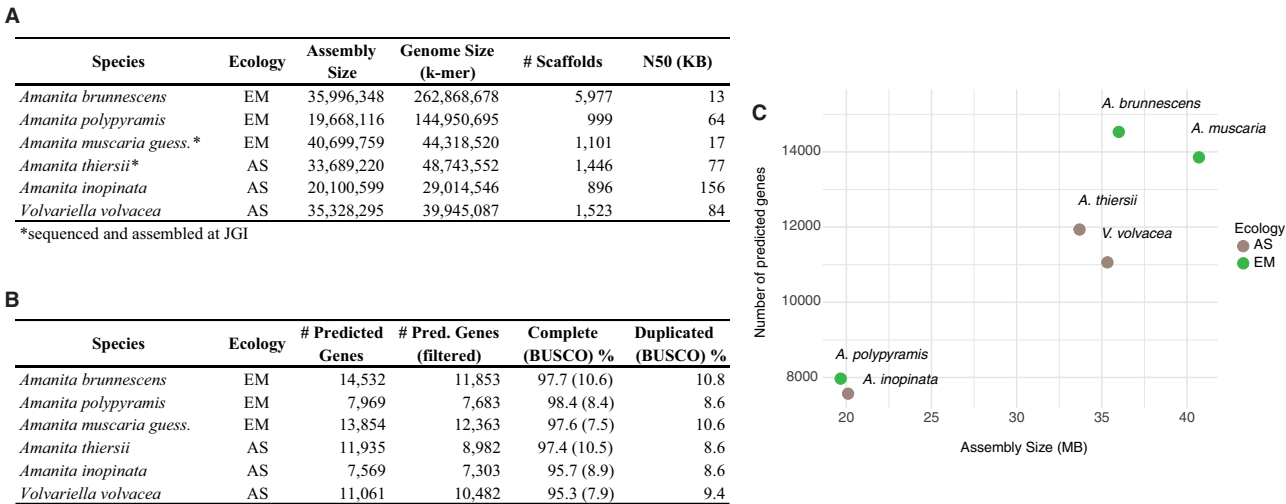 A
Species Ecology Assembly Size Genome Size (k-mer) # Scaffolds N50 (KB)
Amanita brunnescens EM 35,996,348 262,868,678 5,977 13
Amanita polypyramis EM 19,668,116 144,950,695 999 64
Amanita muscaria guess.* EM 40,699,759 44,318,520 1,101 17
Amanita thiersii* AS 33,689,220 48,743,552 1,446 77
Amanita inopinata AS 20,100,599 29,014,546 896 156
Volvariella volvacea AS 35,328,295 39,945,087 1,523 84
*sequenced and assembled at JGI
B
Species Ecology # Predicted Genes # Pred. Genes (filtered) Complete (BUSCO) % Duplicated (BUSCO) %
Amanita brunnescens EM 14,532 11,853 97.7 (10.6) 10.8
Amanita polypyramis EM 7,969 7,683 98.4 (8.4) 8.6
Amanita muscaria guess. EM 13,854 12,363 97.6 (7.5) 10.6
Amanita thiersii AS 11,935 8,982 97.4 (10.5) 8.6
Amanita inopinata AS 7,569 7,303 95.7 (8.9) 8.6
Volvariella volvacea AS 11,061 10,482 95.3 (7.9) 9.4
C
Number of predicted genes
14000
12000
10000
8000
A. brunnescens
A. muscaria
A. thiersii
V. volvacea
A. polypyramis
A. inopinata
20 25 30 35 40
Assembly Size (MB)
Ecology
AS
EM